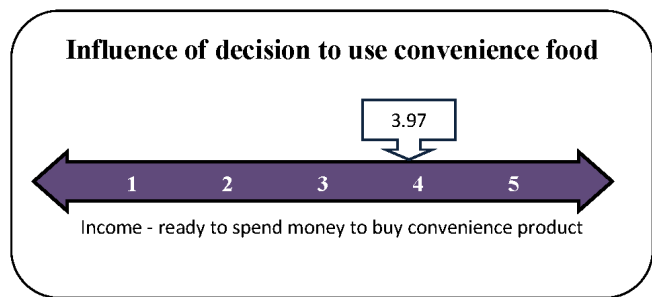 Influence of decision to use convenience food
3.97
1 2 3 4 5
Income - ready to spend money to buy convenience product